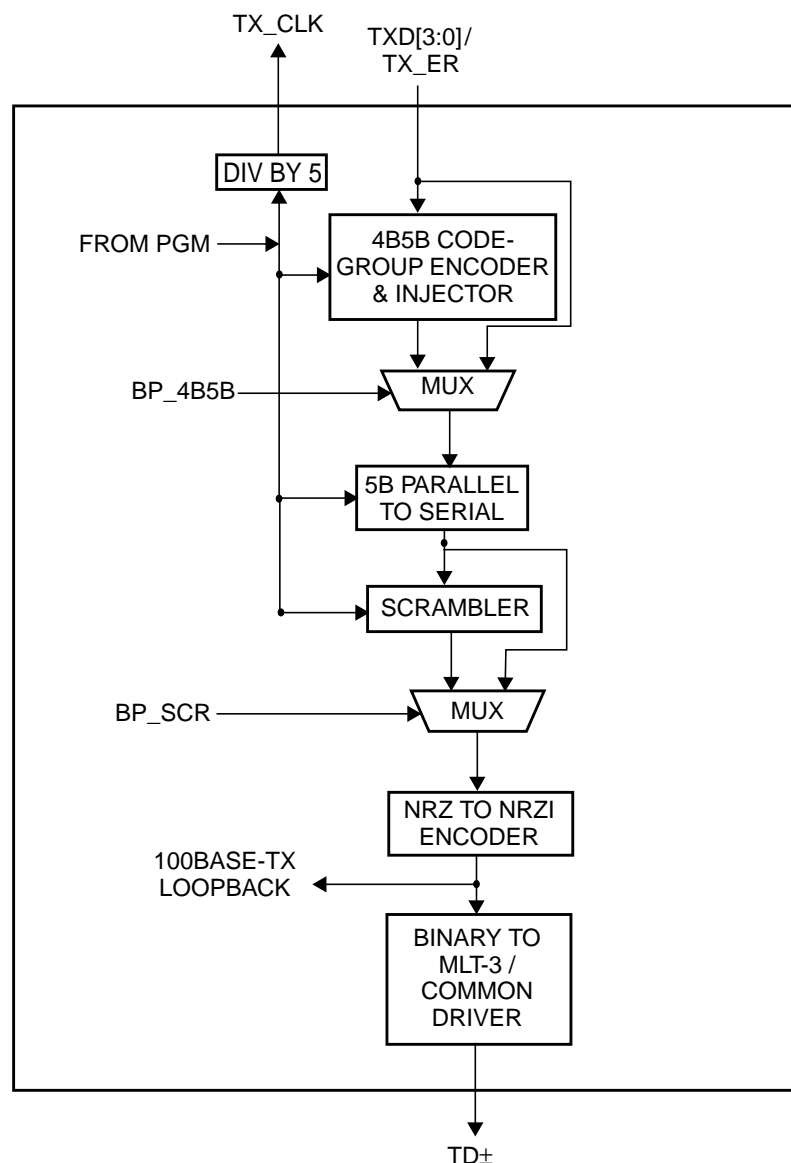 TX_CLK
TXD[3:0]/
TX_ER
DIV BY 5
FROM PGM
4B5B CODE-
GROUP ENCODER
& INJECTOR
BP_4B5B
MUX
5B PARALLEL
TO SERIAL
SCRAMBLER
BP_SCR
MUX
NRZ TO NRZI
ENCODER
100BASE-TX
LOOPBACK
BINARY TO
MLT-3 /
COMMON
DRIVER
TD±